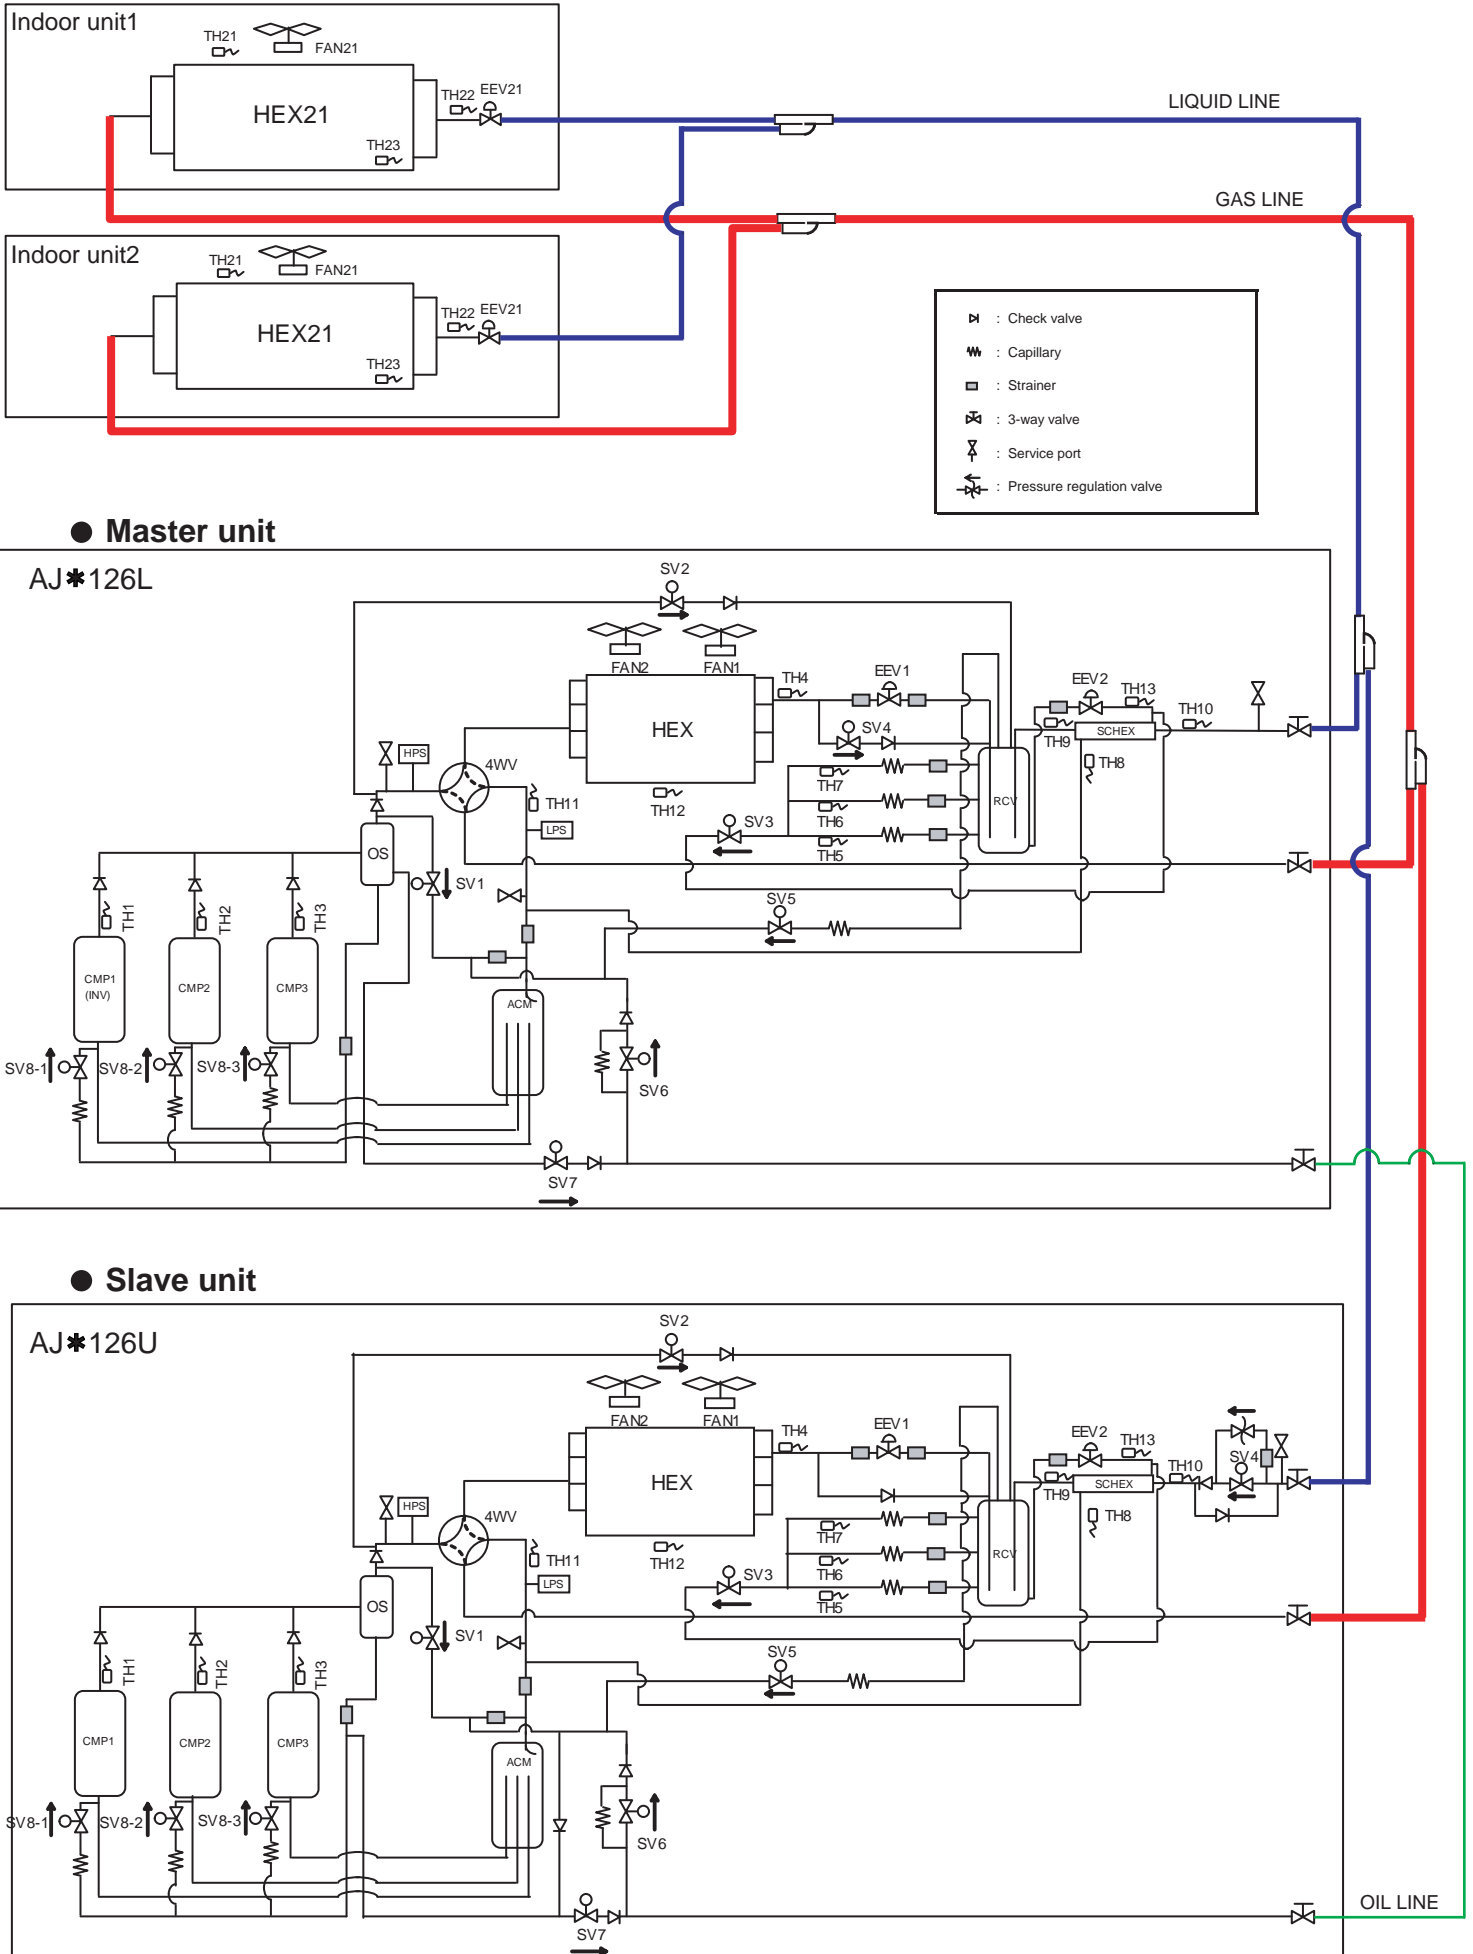 Indoor unit1
TH21
FAN21
HEX21
TH22
EEV21
TH23
LIQUID LINE
GAS LINE
Indoor unit2
TH21
FAN21
HEX21
TH22
EEV21
TH23
: Check valve
: Capillary
: Strainer
: 3-way valve
: Service port
: Pressure regulation valve
● Master unit
AJ✱126L
SV2
FAN2
FAN1
HEX
TH4
EEV1
SV4
EEV2
TH13
TH10
TH9
SCHEX
TH8
HPS
4WV
TH11
LPS
TH12
TH7
TH6
TH5
RCV
SV3
OS
SV1
SV5
TH1
TH2
TH3
CMP1
(INV)
CMP2
CMP3
ACM
SV8-1
SV8-2
SV8-3
SV6
SV7
● Slave unit
AJ✱126U
SV2
FAN2
FAN1
HEX
TH4
EEV1
EEV2
TH13
TH10
SV4
TH9
SCHEX
TH8
HPS
4WV
TH11
LPS
TH12
TH7
TH6
TH5
RCV
SV3
OS
SV1
SV5
TH1
TH2
TH3
CMP1
CMP2
CMP3
ACM
SV8-1
SV8-2
SV8-3
SV6
SV7
OIL LINE